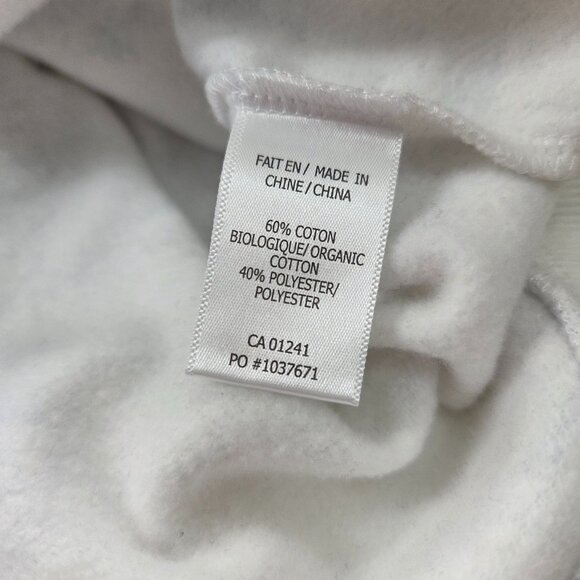 FAIT EN/ MADE IN
CHINE/CHINA
60% COTON
BIOLOGIQUE/ORGANIC
COTTON
40% POLYESTER/
POLYESTER
CA 01241
PO #1037671